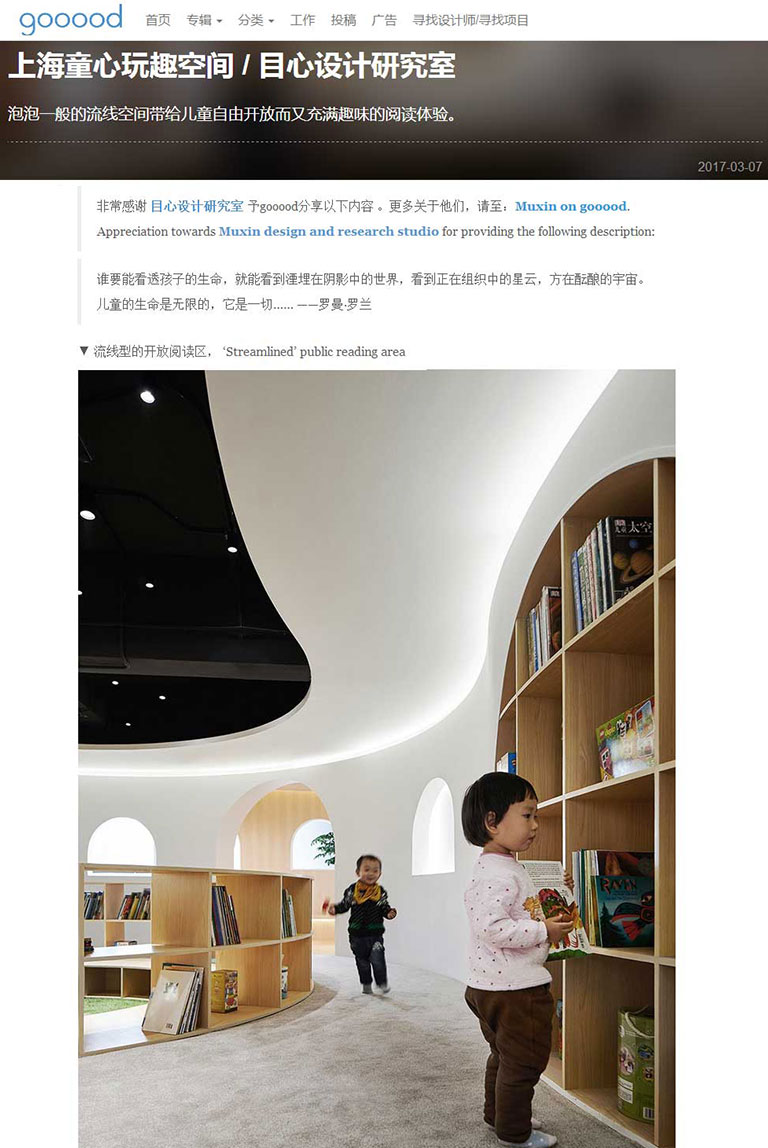 gooood 首页 专辑 分类 工作 投稿 广告 寻找设计师/寻找项目
上海童心玩趣空间 / 目心设计研究室
泡泡一般的流线空间带给儿童自由开放而又充满趣味的阅读体验。
2017-03-07
非常感谢 目心设计研究室 予gooood分享以下内容 。更多关于他们，请至：Muxin on gooood.
Appreciation towards Muxin design and research studio for providing the following description:
谁要能看透孩子的生命，就能看到湮埋在阴影中的世界，看到正在组织中的星云，方在酝酿的宇宙。
儿童的生命是无限的，它是一切...... ——罗曼·罗兰
▼ 流线型的开放阅读区， ‘Streamlined’ public reading area
太空
RAVEN